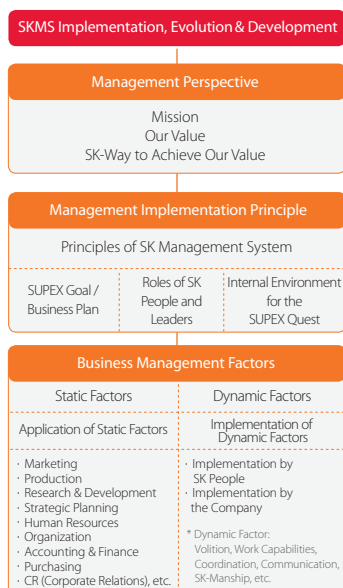 SKMS Implementation, Evolution & Development
Management Perspective
Mission
Our Value
SK-Way to Achieve Our Value
Management Implementation Principle
Principles of SK Management System
SUPEX Goal /
Business Plan
Roles of SK
People and
Leaders
Internal Environment
for the
SUPEX Quest
Business Management Factors
Static Factors
Dynamic Factors
Application of Static Factors
Implementation of
Dynamic Factors
· Marketing
· Production
· Research & Development
· Strategic Planning
· Human Resources
· Organization
· Accounting & Finance
· Purchasing
· CR (Corporate Relations), etc.
· Implementation by
SK People
· Implementation by
the Company
* Dynamic Factor:
Volition, Work Capabilities,
Coordination, Communication,
SK-Manship, etc.